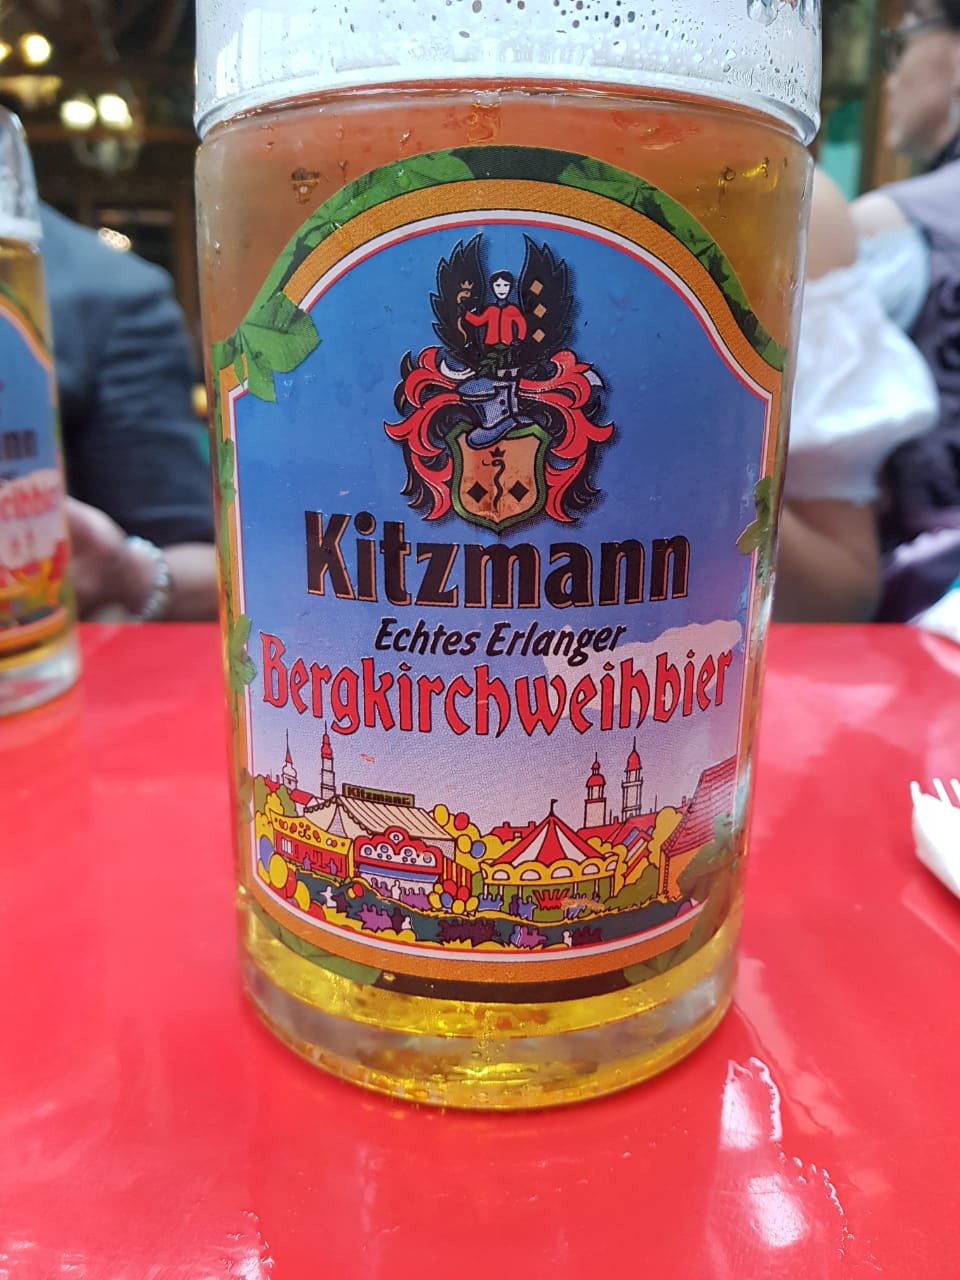 Kitzmann
Echtes Erlanger
Bergkirchweihbier
Kitzmann